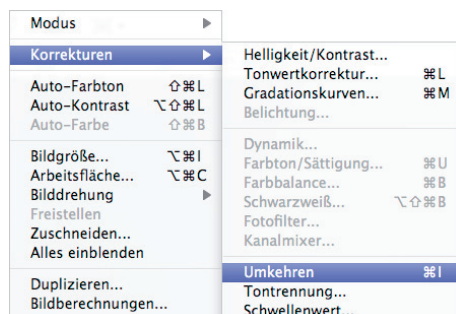 Modus
Korrekturen
Auto-Farbton ⇧⌘L
Auto-Kontrast ⌥⇧⌘L
Auto-Farbe ⇧⌘B
Bildgröße... ⌥⌘I
Arbeitsfläche... ⌥⌘C
Bilddrehung
Freistellen
Zuschneiden...
Alles einblenden
Duplizieren...
Bildberechnungen...
Helligkeit/Kontrast...
Tonwertkorrektur... ⌘L
Gradationskurven... ⌘M
Belichtung...
Dynamik...
Farbton/Sättigung... ⌘U
Farbbalance... ⌘B
Schwarzweiß... ⌥⇧⌘B
Fotofilter...
Kanalmixer...
Umkehren ⌘I
Tontrennung...
Schwellenwert...